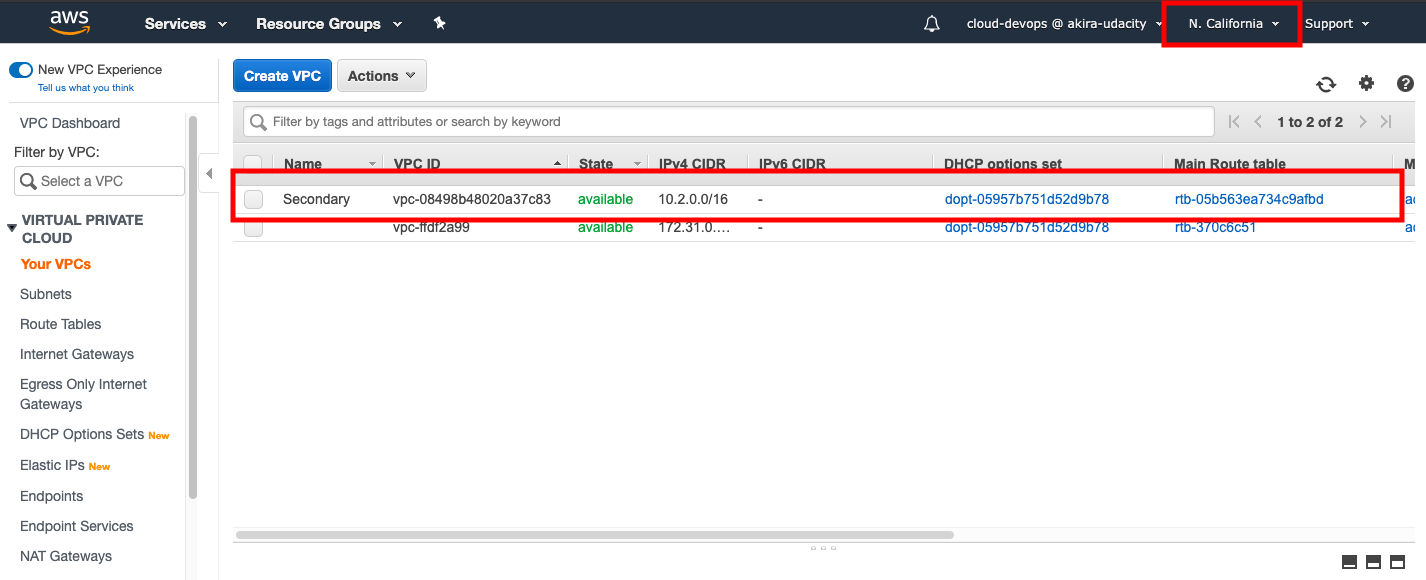 aws Services Resource Groups cloud-devops @ akira-udacity N. California Support
New VPC Experience
Tell us what you think
VPC Dashboard
Filter by VPC:
Select a VPC
VIRTUAL PRIVATE
CLOUD
Your VPCs
Subnets
Route Tables
Internet Gateways
Egress Only Internet
Gateways
DHCP Options Sets New
Elastic IPs New
Endpoints
Endpoint Services
NAT Gateways
Create VPC Actions
Filter by tags and attributes or search by keyword 1 to 2 of 2
Name VPC ID State IPv4 CIDR IPv6 CIDR DHCP options set Main Route table
Secondary vpc-08498b48020a37c83 available 10.2.0.0/16 - dopt-05957b751d52d9b78 rtb-05b563ea734c9afbd
vpc-ffdf2a99 available 172.31.0.... - dopt-05957b751d52d9b78 rtb-370c6c51